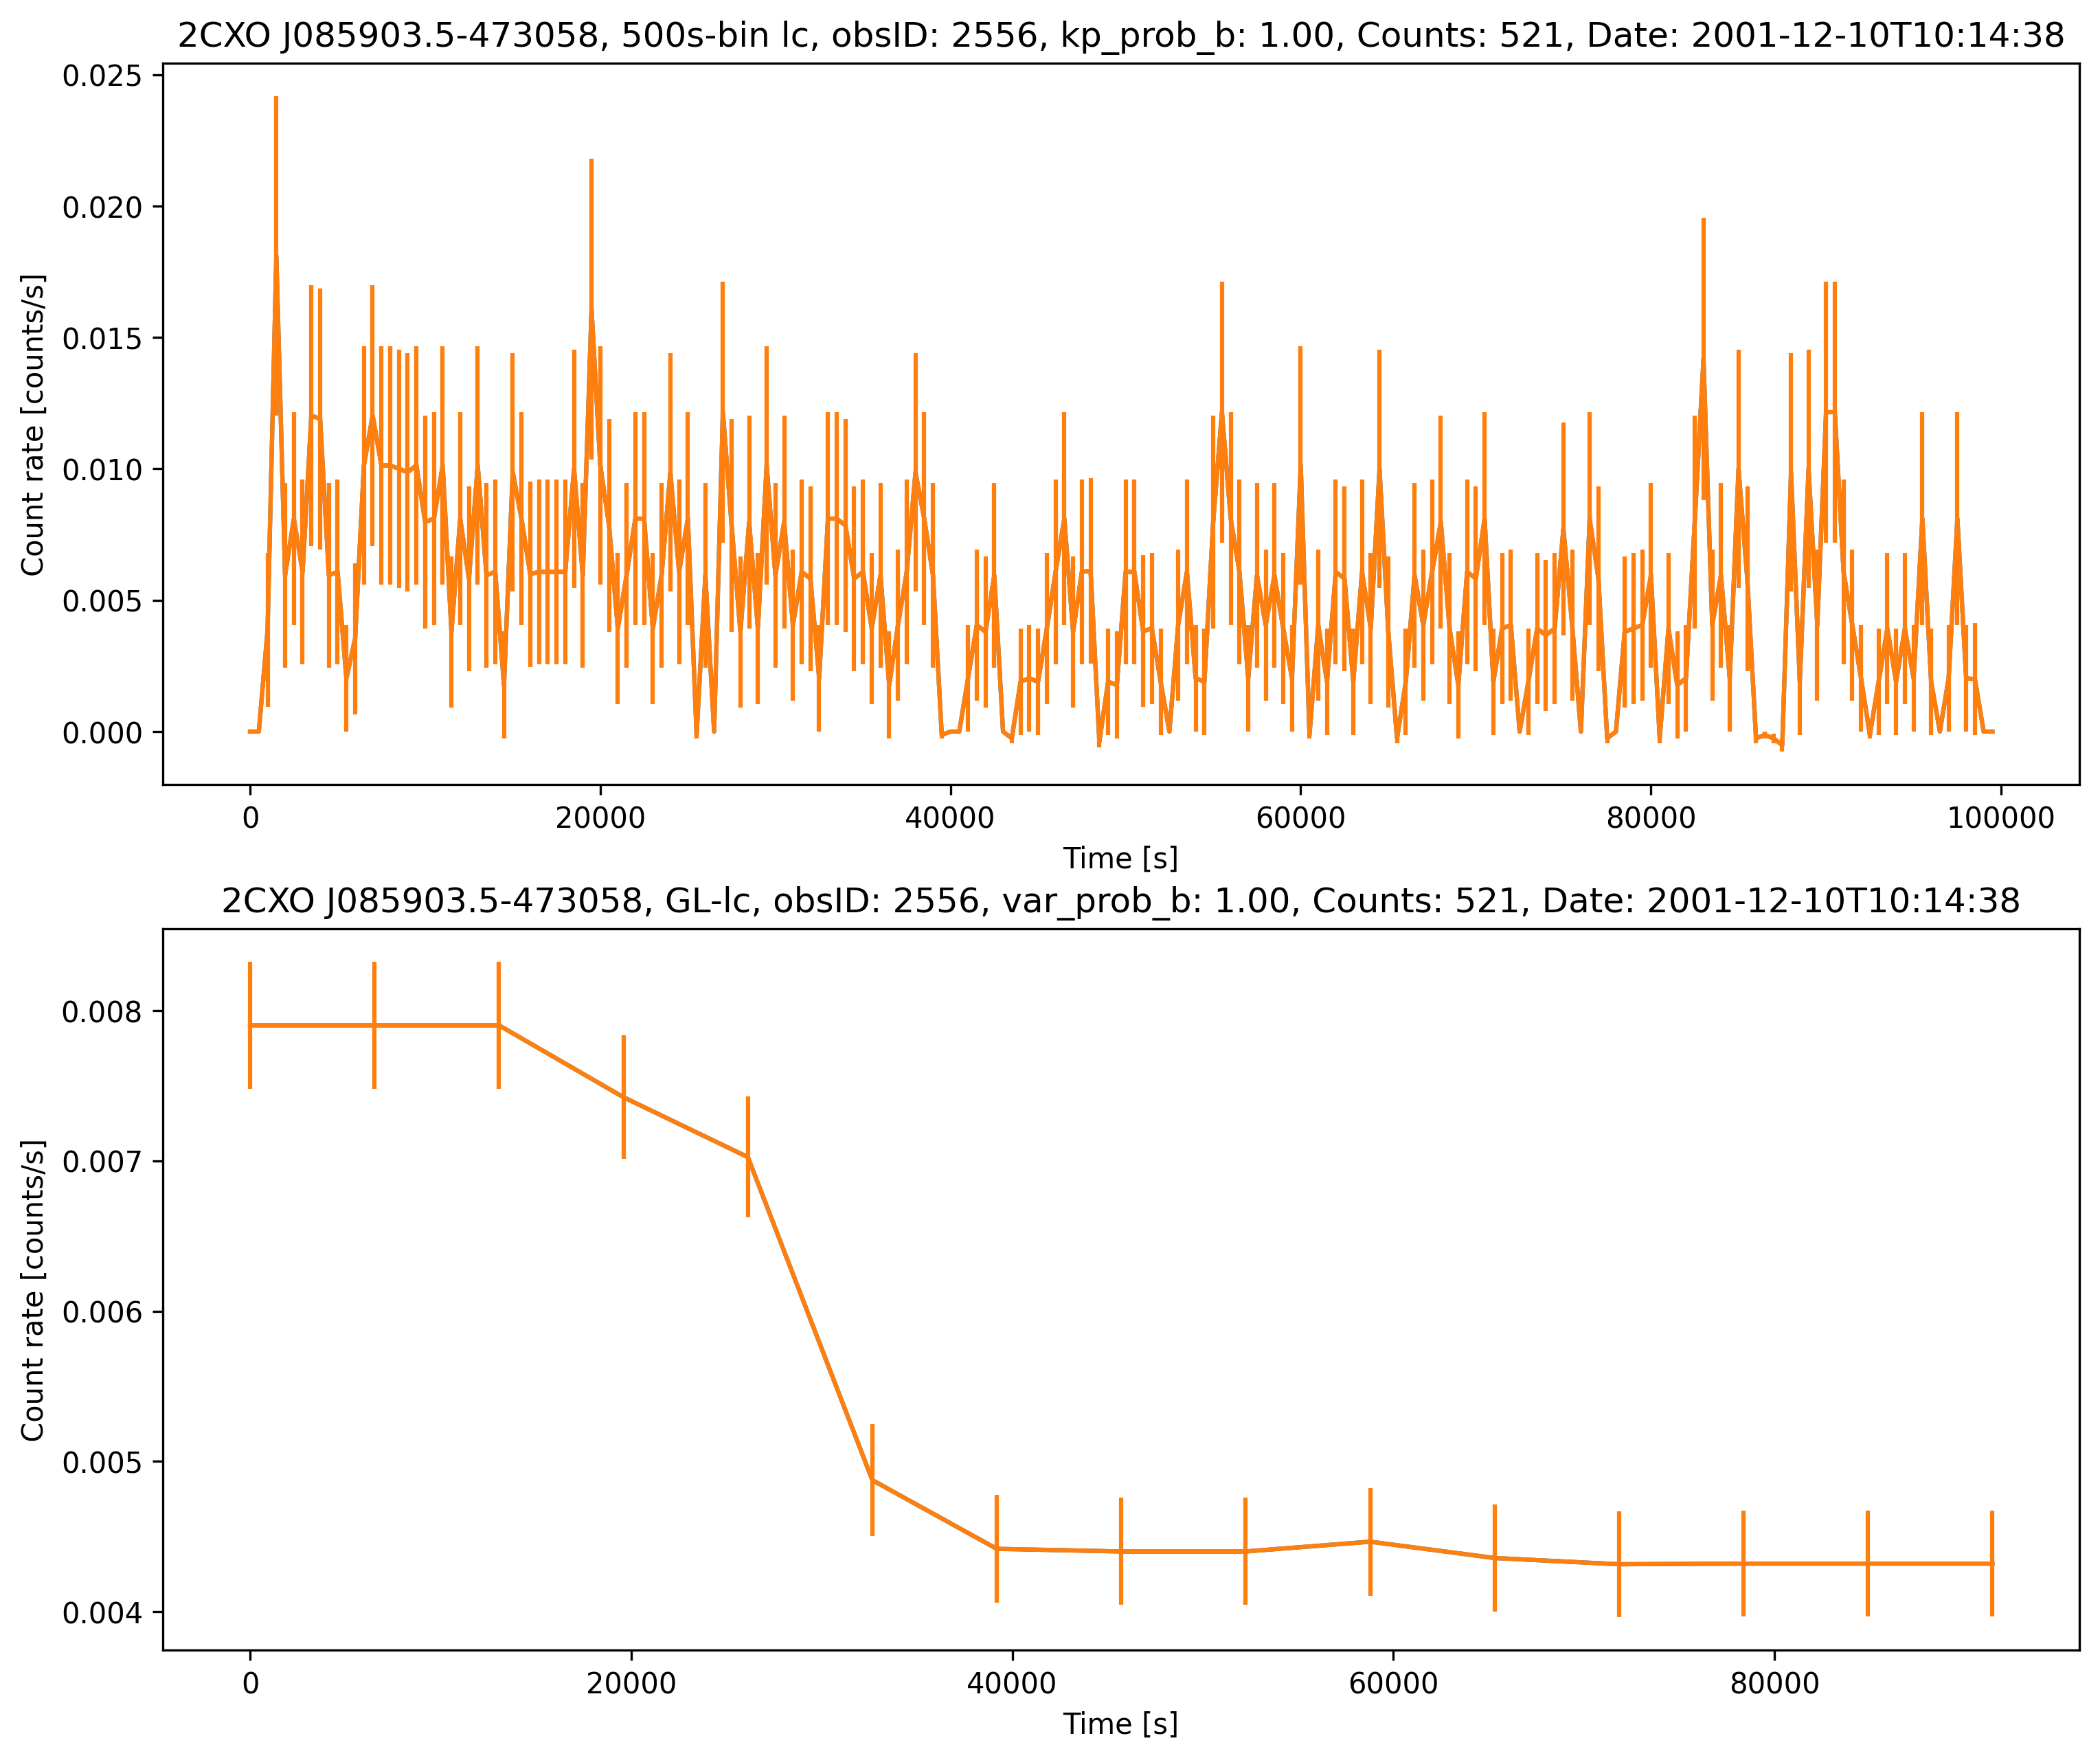 2CXO J085903.5-473058, 500s-bin lc, obsID: 2556, kp_prob_b: 1.00, Counts: 521, Date: 2001-12-10T10:14:38
0.025
0.020
0.015
0.010
0.005
0.000
Count rate [counts/s]
0 20000 40000 60000 80000 100000
Time [s]
2CXO J085903.5-473058, GL-lc, obsID: 2556, var_prob_b: 1.00, Counts: 521, Date: 2001-12-10T10:14:38
0.008
0.007
0.006
0.005
0.004
Count rate [counts/s]
0 20000 40000 60000 80000
Time [s]